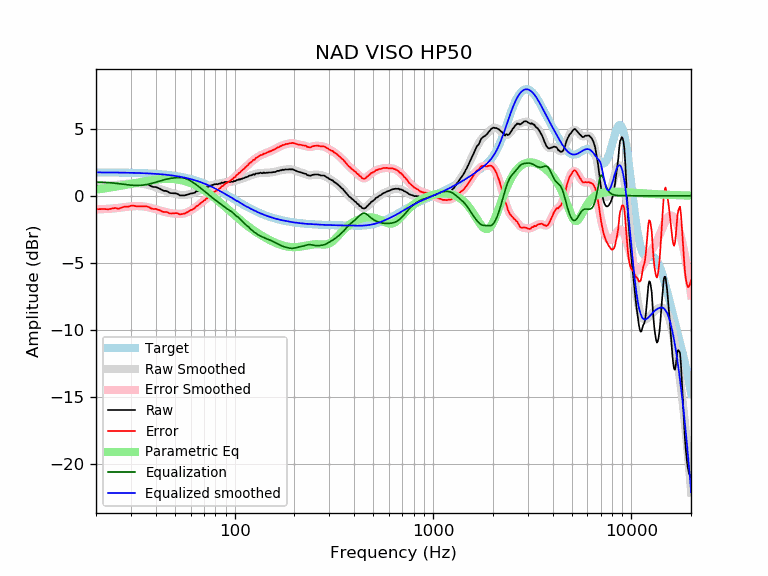 NAD VISO HP50
Amplitude (dBr)
5
0
−5
−10
−15
−20
Target
Raw Smoothed
Error Smoothed
Raw
Error
Parametric Eq
Equalization
Equalized smoothed
100
1000
10000
Frequency (Hz)